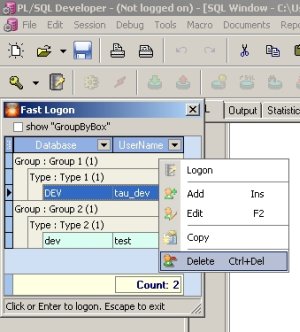 PL/SQL Developer - (Not logged on) - [SQL Window - C:\U
File Edit Session Debug Tools Macro Documents Report
SQL
Output Statistic
Fast Logon
show "GroupByBox"
Database UserName
Group : Group 1 (1)
Type : Type 1 (1)
DEV tau_dev
Group : Group 2 (1)
Type : Type 2 (1)
dev test
Count: 2
Click or Enter to logon. Escape to exit
Logon
Add Ins
Edit F2
Copy
Delete Ctrl+Del